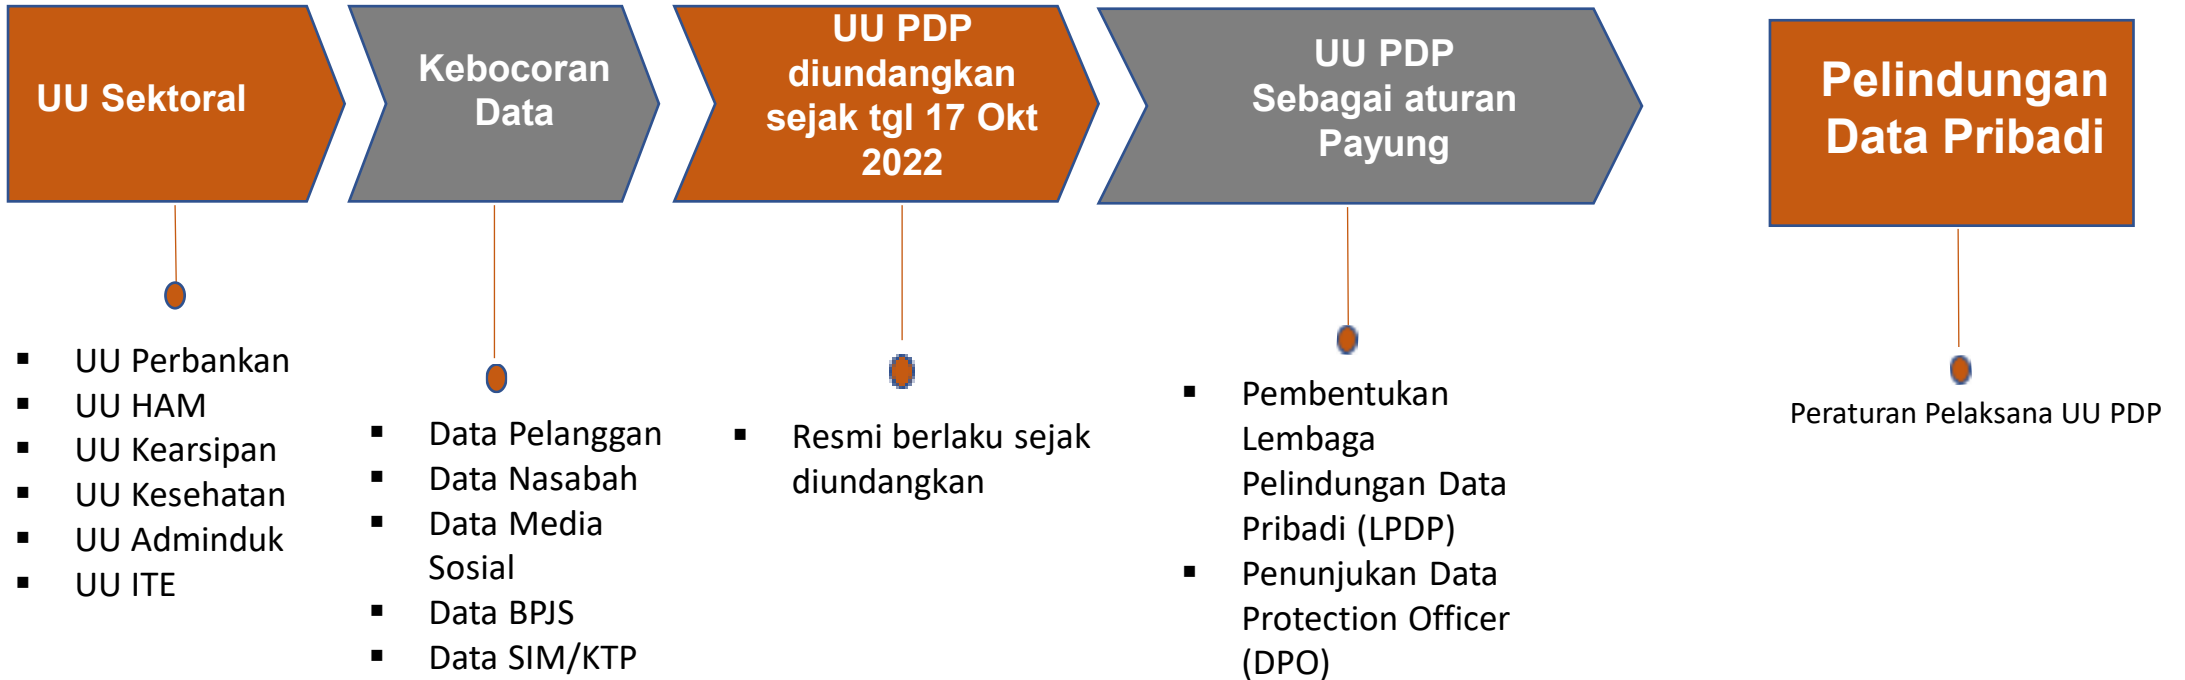 UU Sektoral
Kebocoran
Data
UU PDP
diundangkan
sejak tgl 17 Okt
2022
UU PDP
Sebagai aturan
Payung
Pelindungan
Data Pribadi
▪ UU Perbankan
▪ UU HAM
▪ UU Kearsipan
▪ UU Kesehatan
▪ UU Adminduk
▪ UU ITE
▪ Data Pelanggan
▪ Data Nasabah
▪ Data Media
Sosial
▪ Data BPJS
▪ Data SIM/KTP
▪ Resmi berlaku sejak
diundangkan
▪ Pembentukan
Lembaga
Pelindungan Data
Pribadi (LPDP)
▪ Penunjukan Data
Protection Officer
(DPO)
Peraturan Pelaksana UU PDP